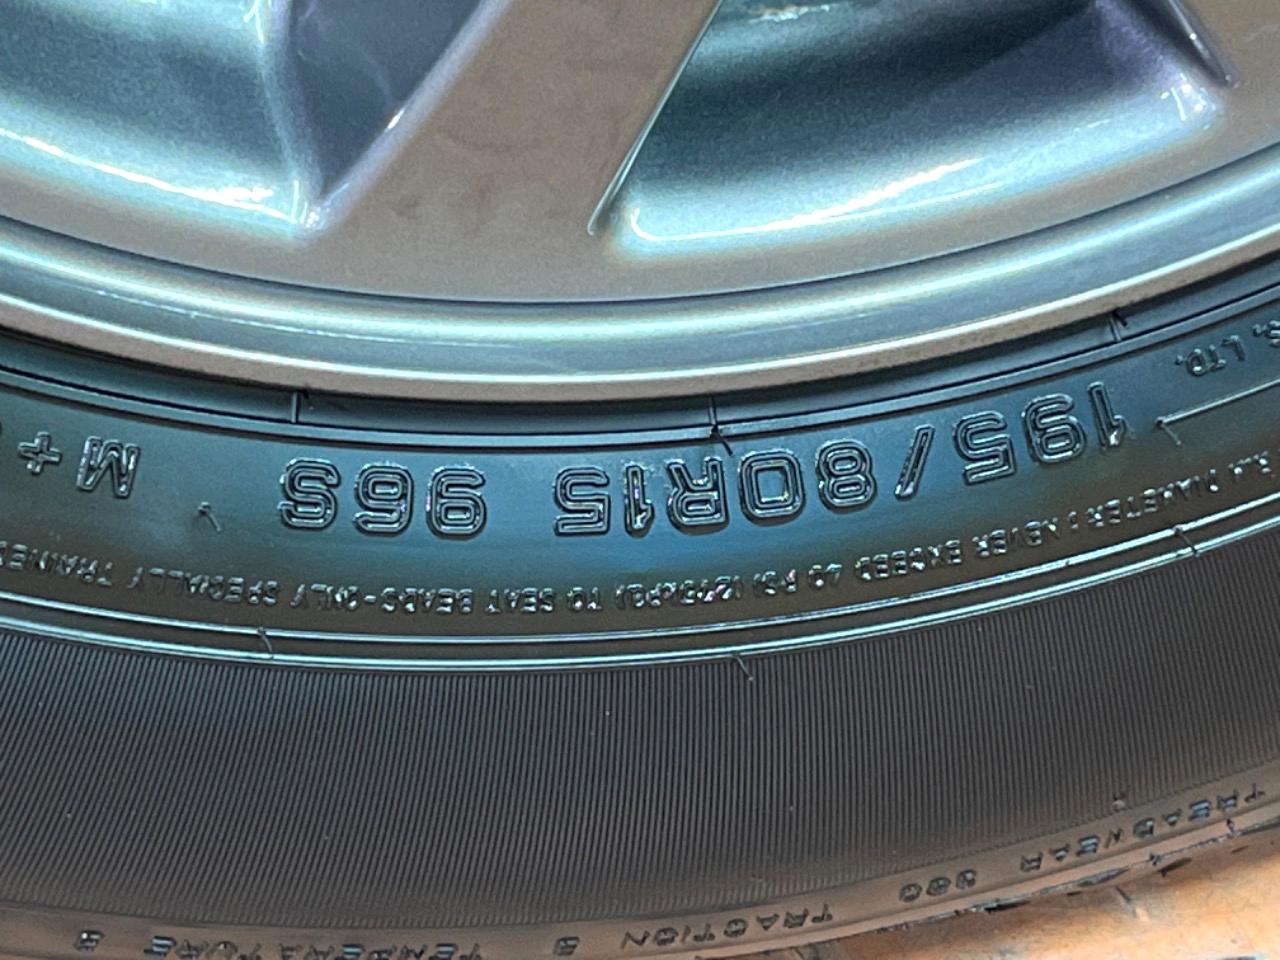 S. LTD.
195/80R15 96S M+
DIAMETER : NEVER EXCEED 40 PSI (275kPa) TO SEAT BEADS-ONLY SPECIALLY TRAINED
TREADWEAR TRACTION B TEMPERATURE B